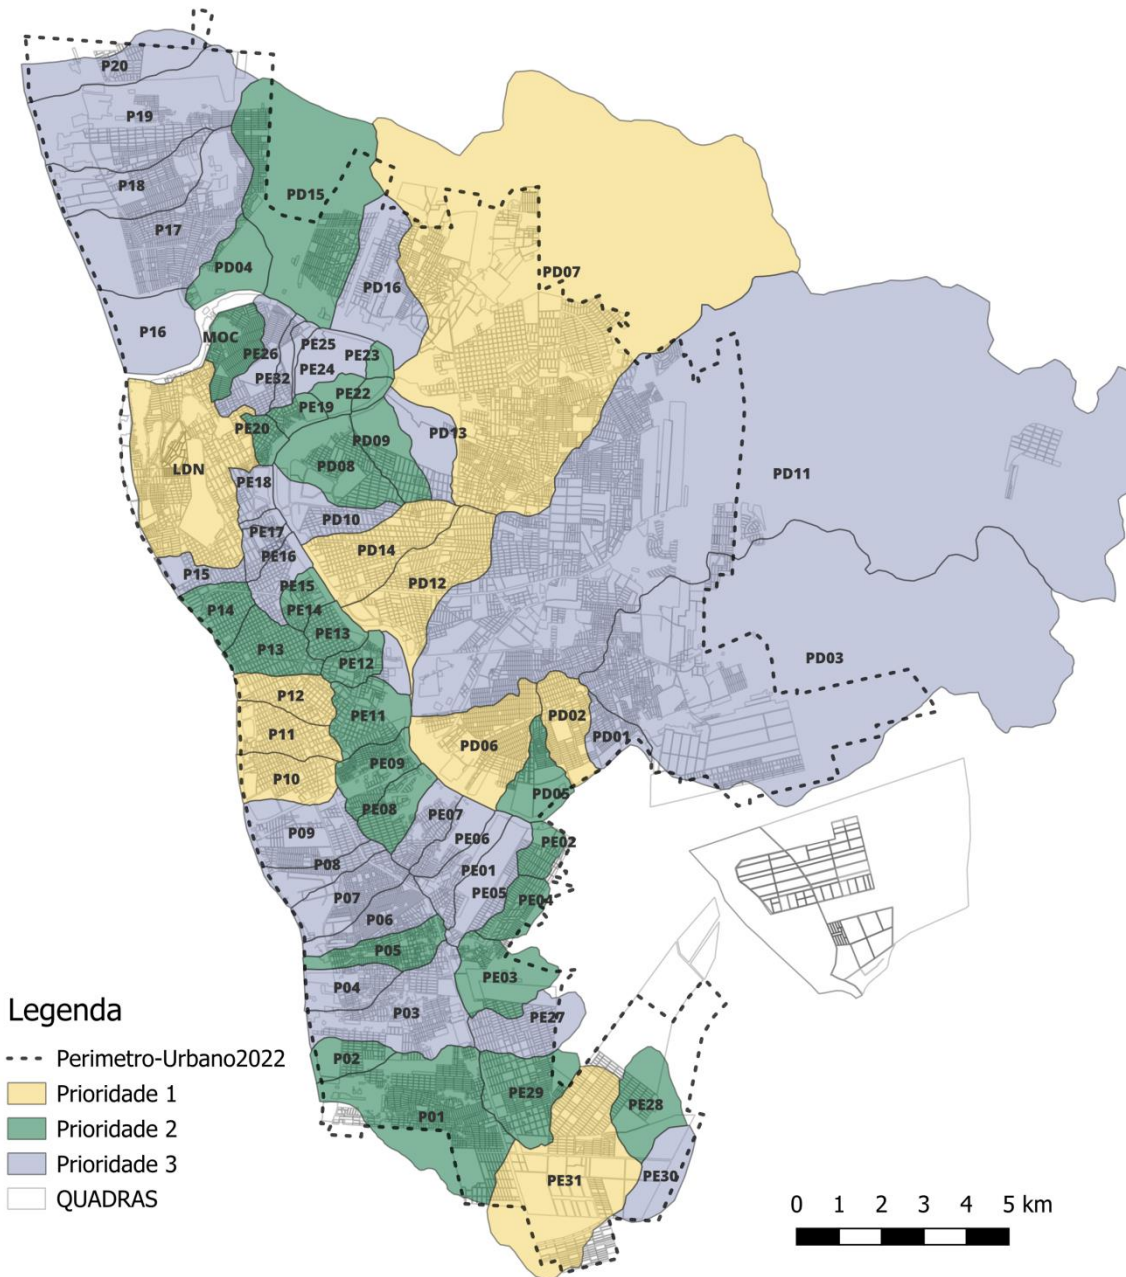 P20
P19
P18
P17
PD15
PD04
PD16
PD07
P16
MOC
PE26
PE25
PE23
PE24
PE32
PE22
PE19
PE20
PD09
PD13
PD08
LDN
PE18
PD11
PD10
PE17
PD14
PE16
PD12
P15
PE15
P14
PE14
PE13
P13
PE12
PD03
P12
PE11
PD02
P11
PD06
PD01
PE09
P10
PD05
PE08
PE07
P09
PE06
PE02
P08
PE01
PE05
P07
PE04
P06
P05
PE03
P04
P03
PE27
Legenda
Perimetro-Urbano2022
P02
Prioridade 1
PE29
PE28
P01
Prioridade 2
Prioridade 3
PE31
PE30
QUADRAS
0 1 2 3 4 5 km